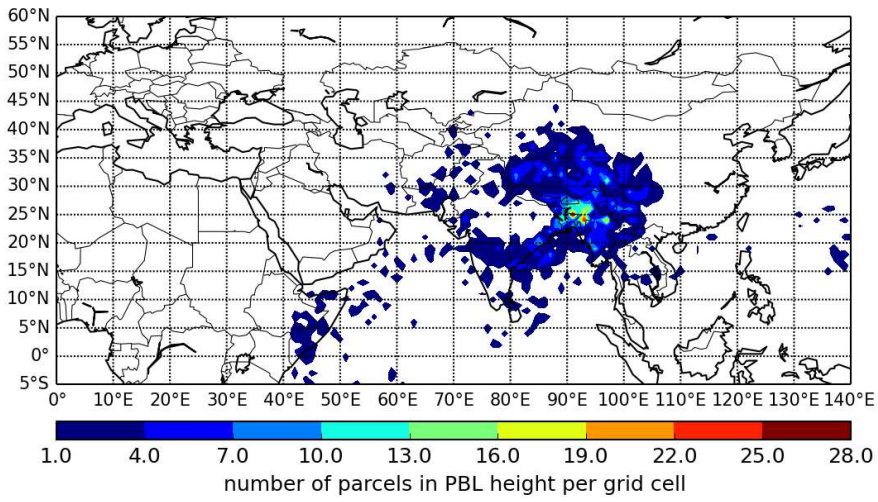 60°N
55°N
50°N
45°N
40°N
35°N
30°N
25°N
20°N
15°N
10°N
5°N
0°
5°S
0° 10°E 20°E 30°E 40°E 50°E 60°E 70°E 80°E 90°E 100°E 110°E 120°E 130°E 140°E
1.0 4.0 7.0 10.0 13.0 16.0 19.0 22.0 25.0 28.0
number of parcels in PBL height per grid cell